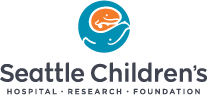 Seattle Children's
HOSPITAL • RESEARCH • FOUNDATION